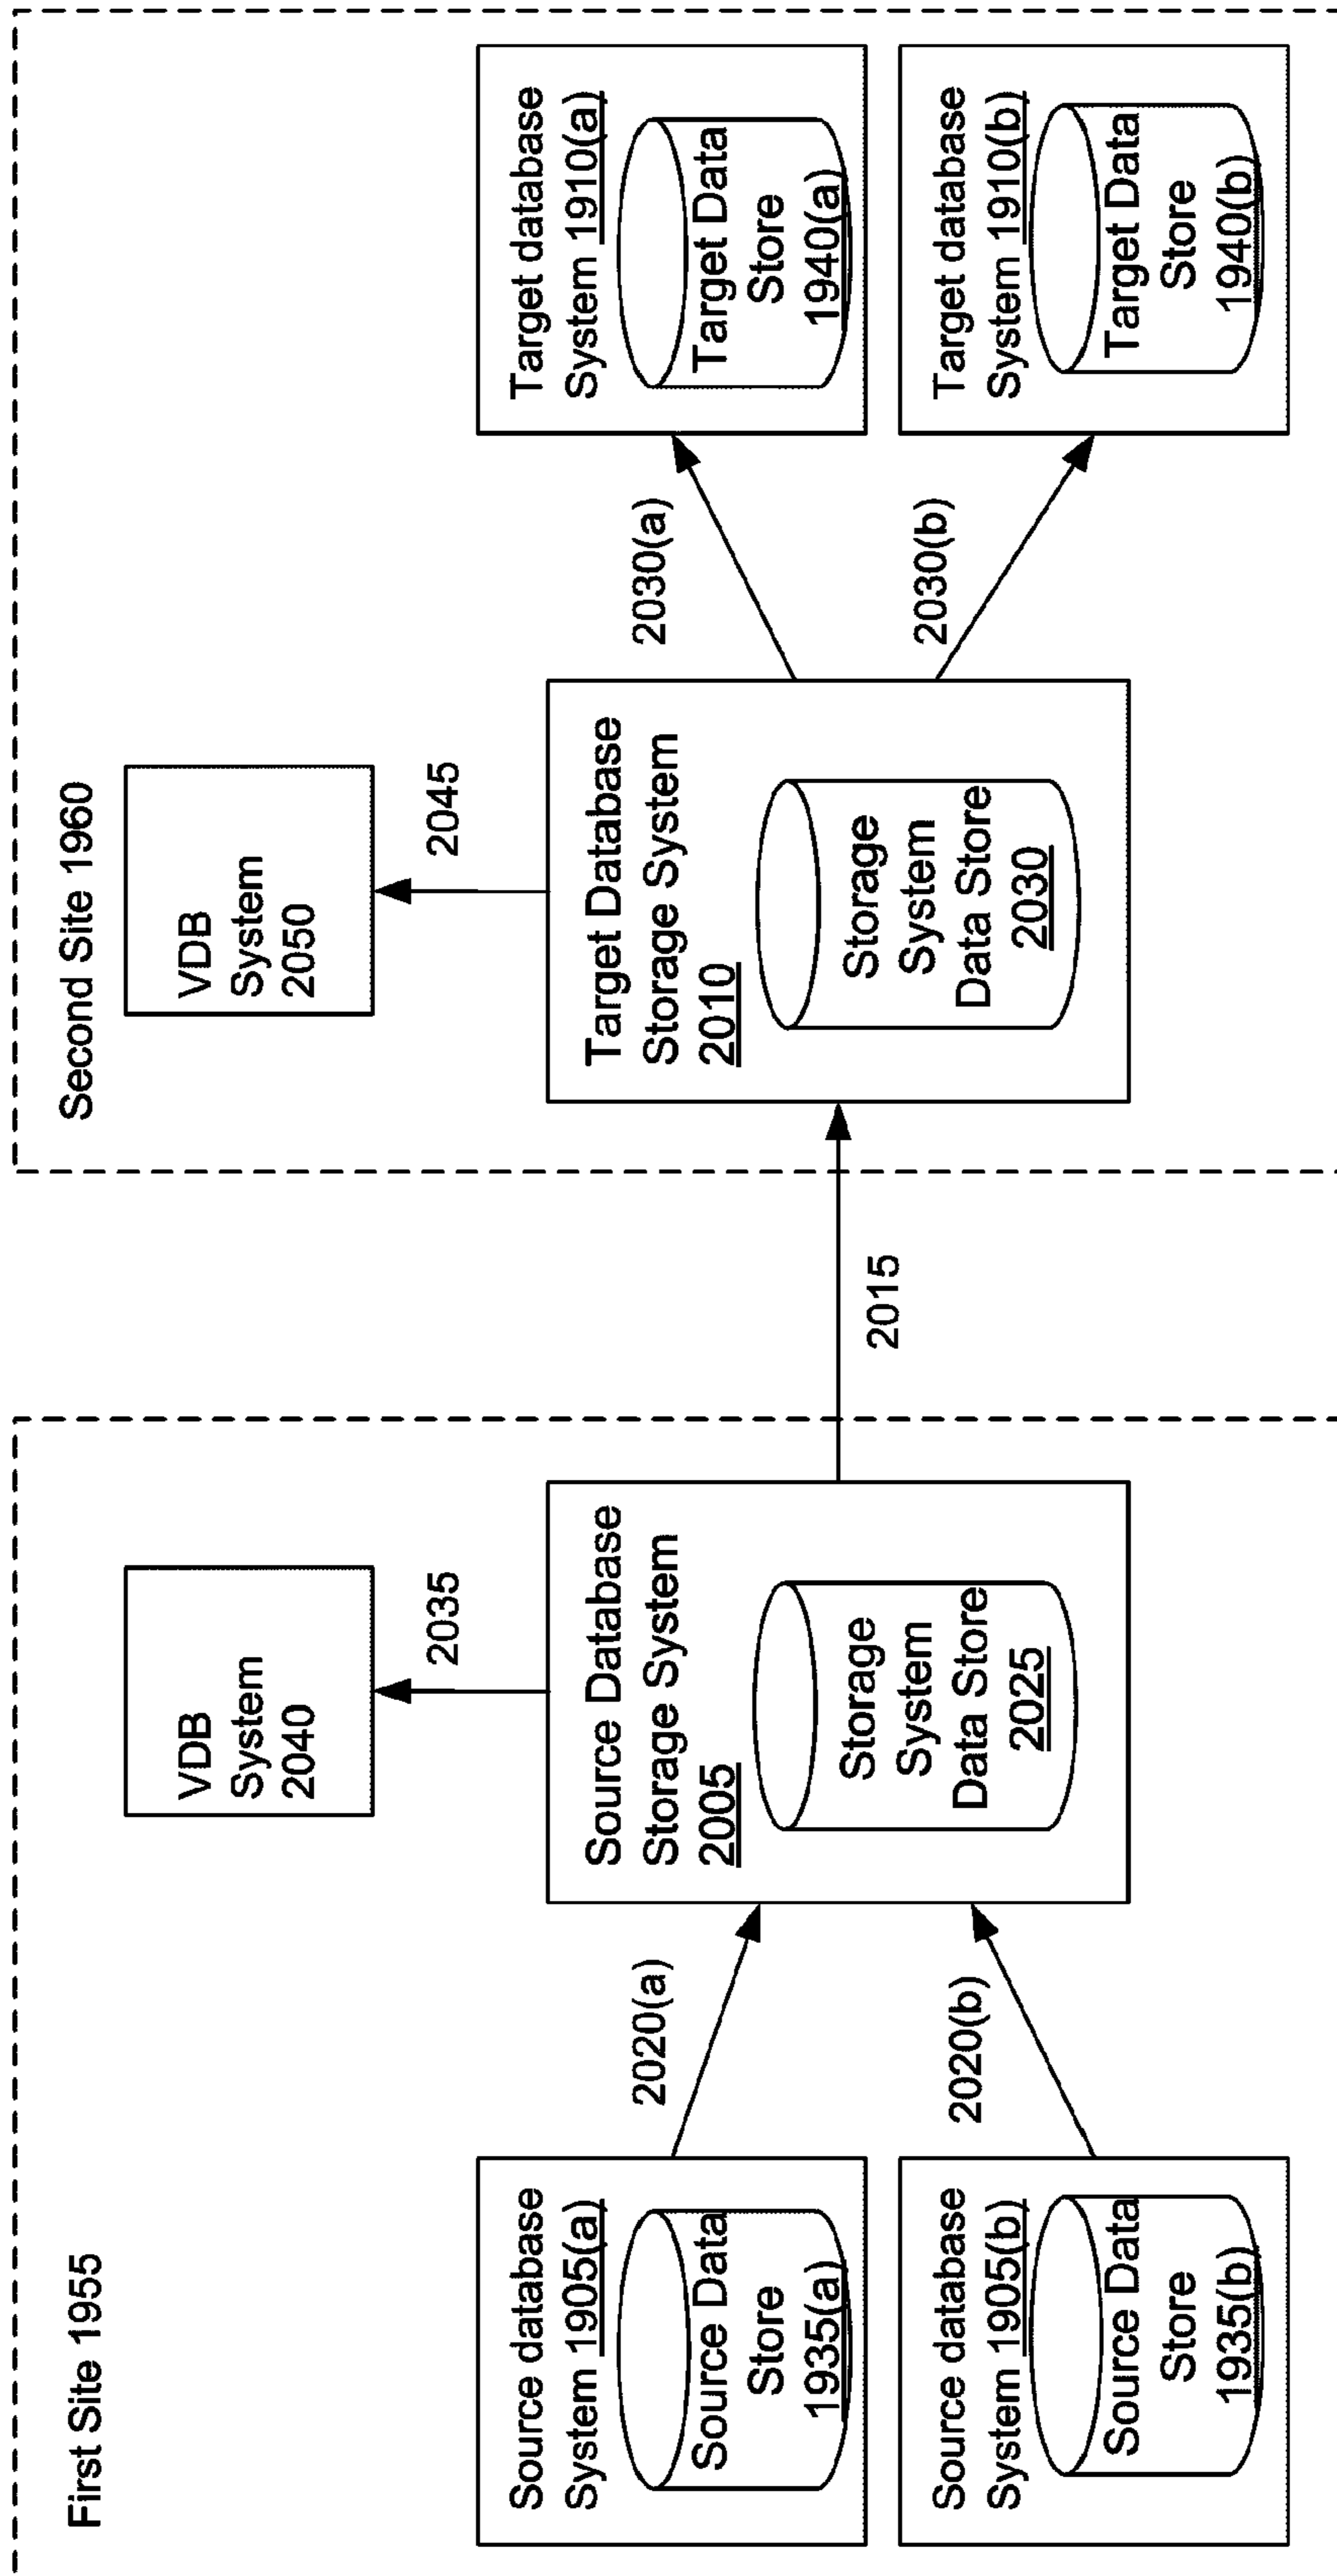 First Site 1955
Source database
System 1905(a)
Source Data
Store
1935(a)
Source database
System 1905(b)
Source Data
Store
1935(b)
2020(a)
2020(b)
VDB
System
2040
2035
Source Database
Storage System
2005
Storage
System
Data Store
2025
2015
Second Site 1960
VDB
System
2050
2045
Target Database
Storage System
2010
Storage
System
Data Store
2030
2030(a)
2030(b)
Target database
System 1910(a)
Target Data
Store
1940(a)
Target database
System 1910(b)
Target Data
Store
1940(b)